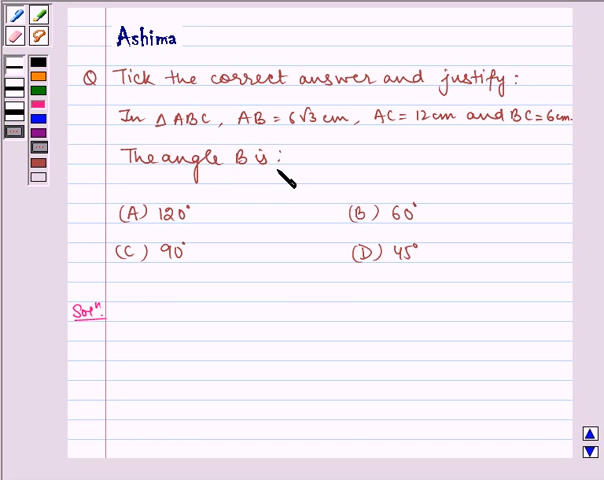 Ashima
Q Tick the correct answer and justify :
In △ ABC, AB = 6√3 cm, AC = 12 cm and BC = 6 cm.
The angle B is :
(A) 120° (B) 60°
(C) 90° (D) 45°
Solⁿ.